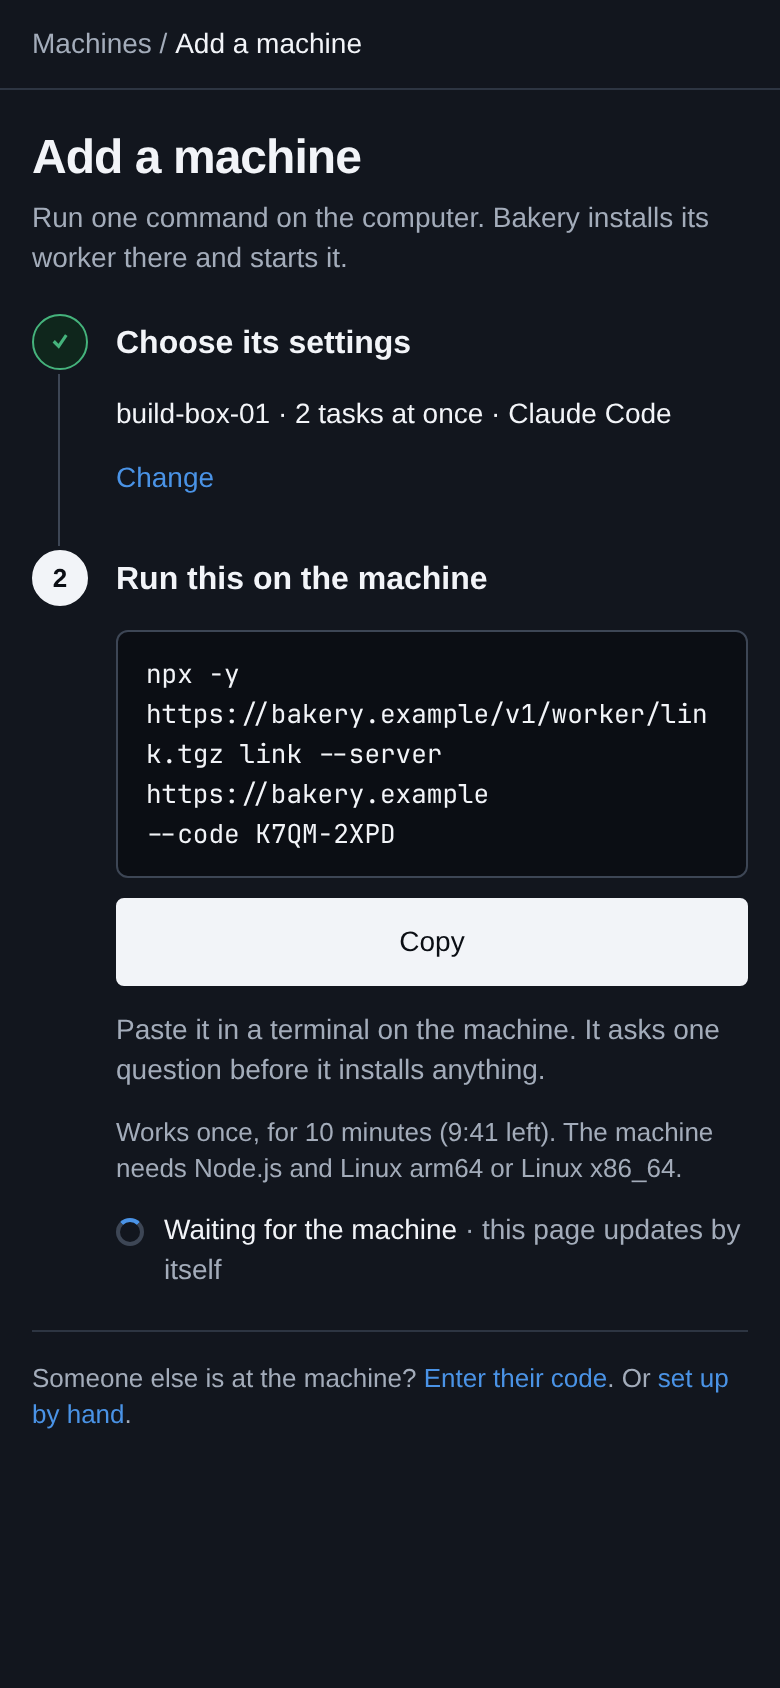 Machines / Add a machine
Add a machine
Run one command on the computer. Bakery installs its
worker there and starts it.
Choose its settings
build-box-01 · 2 tasks at once · Claude Code
Change
2
Run this on the machine
npx -y
https://bakery.example/v1/worker/lin
k.tgz link --server
https://bakery.example
--code K7QM-2XPD
Copy
Paste it in a terminal on the machine. It asks one
question before it installs anything.
Works once, for 10 minutes (9:41 left). The machine
needs Node.js and Linux arm64 or Linux x86_64.
Waiting for the machine · this page updates by
itself
Someone else is at the machine? Enter their code. Or set up
by hand.